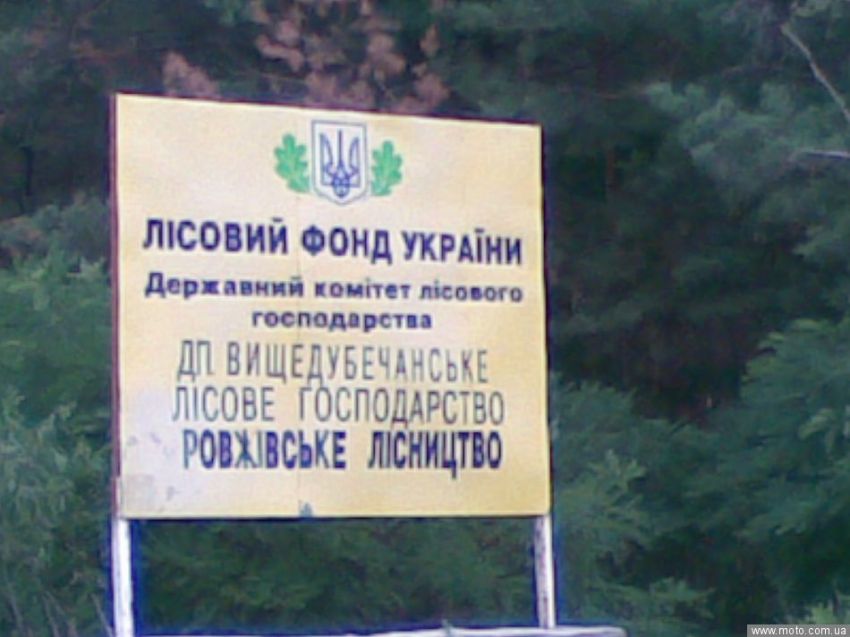 ЛІСОВИЙ ФОНД УКРАЇНИ
Державний комітет лісового
господарства
ДП ВИЩЕДУБЕЧАНСЬКЕ
ЛІСОВЕ ГОСПОДАРСТВО
РОВЖІВСЬКЕ ЛІСНИЦТВО
www.moto.com.ua